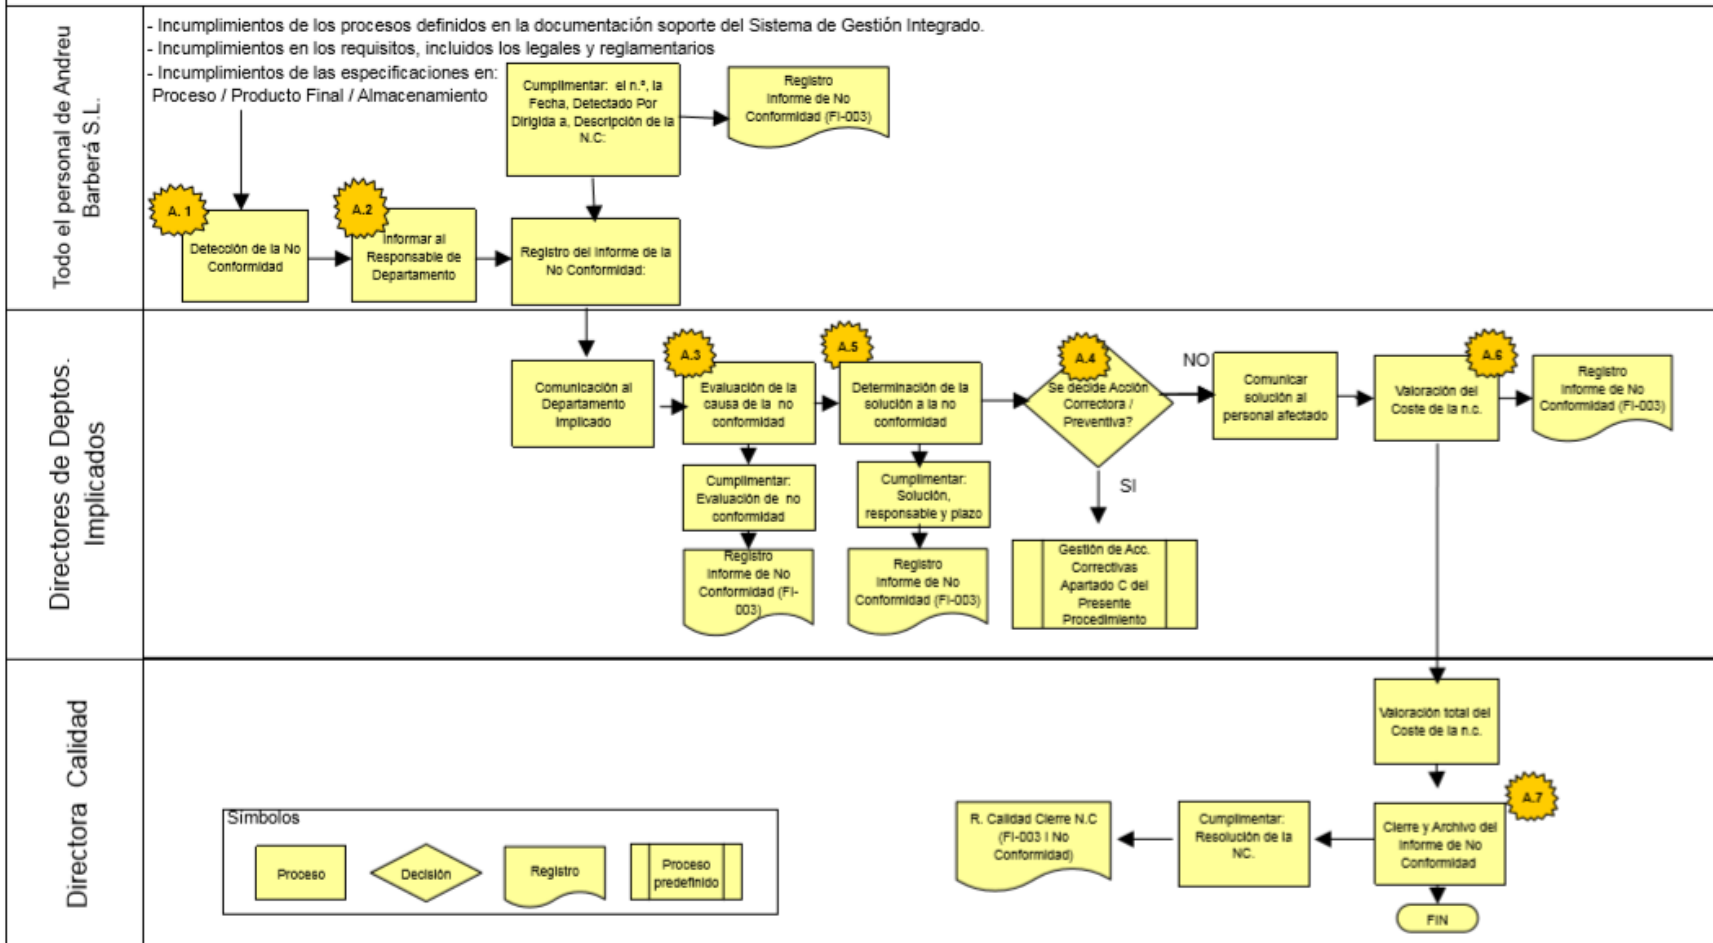 Todo el personal de Andreu
Barberá S.L.
- Incumplimientos de los procesos definidos en la documentación soporte del Sistema de Gestión Integrado.
- Incumplimientos en los requisitos, incluidos los legales y reglamentarios
- Incumplimientos de las especificaciones en:
Proceso / Producto Final / Almacenamiento
Cumplimentar: el n.º, la
Fecha, Detectado Por
Dirigida a, Descripción de la
N.C:
Registro
Informe de No
Conformidad (FI-003)
A. 1
Detección de la No
Conformidad
A.2
Informar al
Responsable de
Departamento
Registro del Informe de la
No Conformidad:
Directores de Deptos.
Implicados
Comunicación al
Departamento
Implicado
A.3
Evaluación de la
causa de la no
conformidad
Cumplimentar:
Evaluación de no
conformidad
Registro
Informe de No
Conformidad (FI-
003)
A.5
Determinación de la
solución a la no
conformidad
Cumplimentar:
Solución,
responsable y plazo
Registro
Informe de No
Conformidad (FI-003)
A.4
Se decide Acción
Correctora /
Preventiva?
NO
SI
Gestión de Acc.
Correctivas
Apartado C del
Presente
Procedimiento
Comunicar
solución al
personal afectado
A.6
Valoración del
Coste de la n.c.
Registro
Informe de No
Conformidad (FI-003)
Directora Calidad
Valoración total del
Coste de la n.c.
A.7
Cierre y Archivo del
Informe de No
Conformidad
Cumplimentar:
Resolución de la
NC.
R. Calidad Cierre N.C
(FI-003 I No
Conformidad)
FIN
Símbolos
Proceso
Decisión
Registro
Proceso
predefinido